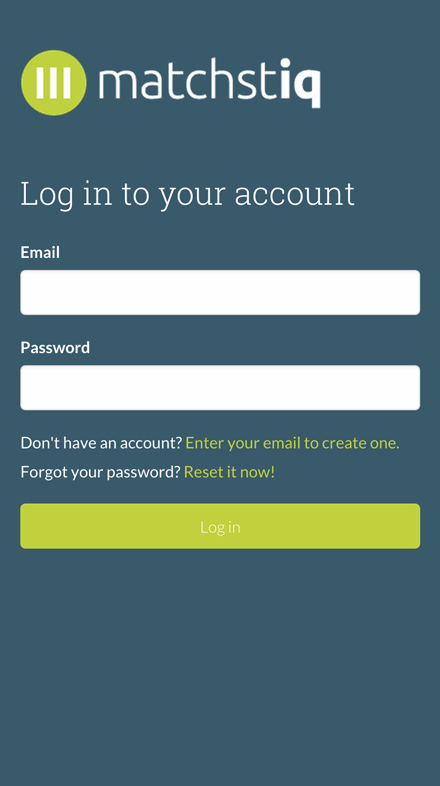 matchstiq
Log in to your account
Email
Password
Don't have an account? Enter your email to create one.
Forgot your password? Reset it now!
Log in